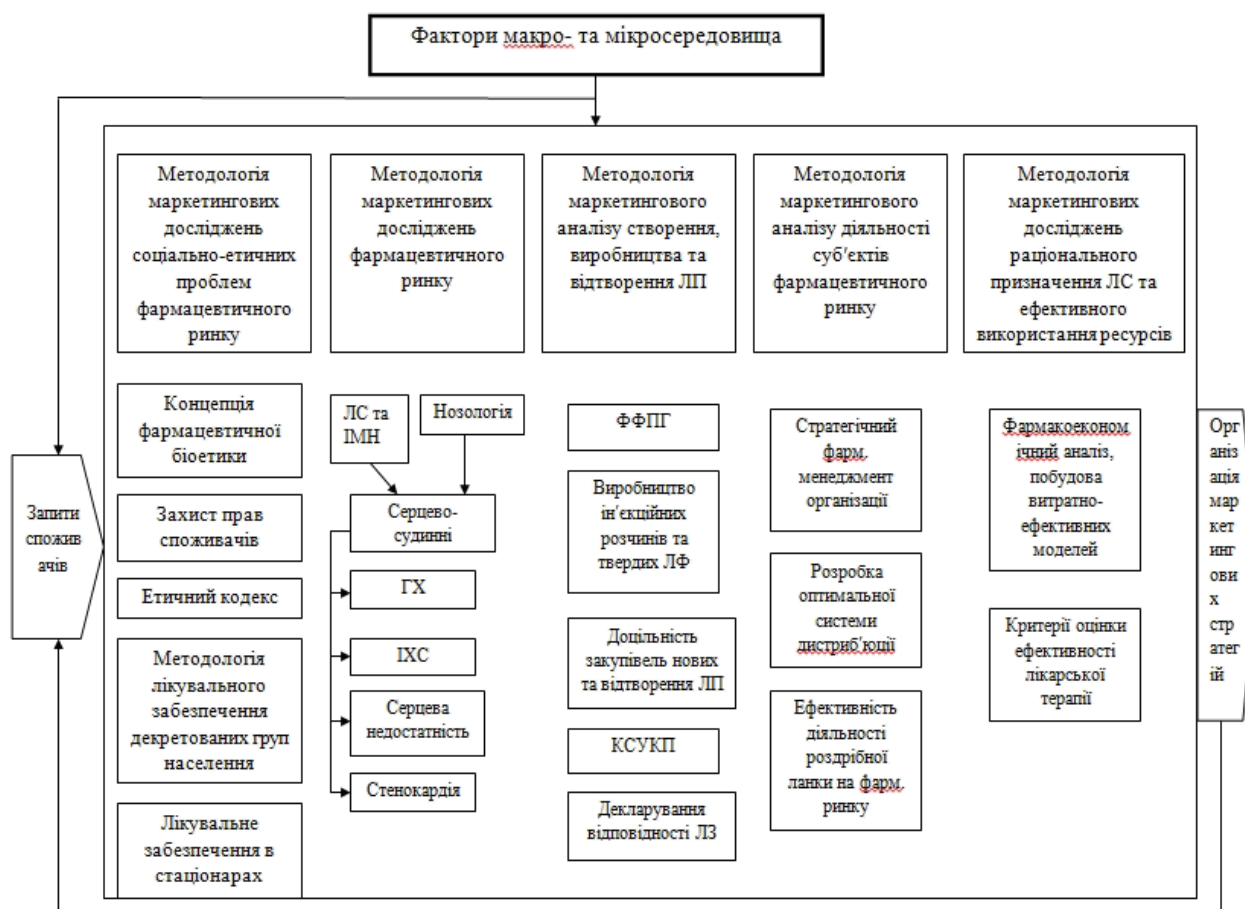 Фактори макро- та мікросередовища
Методологія
маркетингових
досліджень
соціально-етичних
проблем
фармацевтичного
ринку
Методологія
маркетингових
досліджень
фармацевтичного
ринку
Методологія
маркетингового
аналізу створення,
виробництва та
відтворення ЛП
Методологія
маркетингового
аналізу діяльності
суб'єктів
фармацевтичного
ринку
Методологія
маркетингових
досліджень
раціонального
призначення ЛС та
ефективного
використання ресурсів
Запити
спожив
ачів
Концепція
фармацевтичної
біоетики
Захист прав
споживачів
Етичний кодекс
Методологія
лікувального
забезпечення
декретованих груп
населення
Лікувальне
забезпечення в
стаціонарах
ЛС та
ІМН
Нозологія
Серцево-
судинні
ГХ
ІХС
Серцева
недостатність
Стенокардія
ФФПГ
Виробництво
ін'єкційних
розчинів та
твердих ЛФ
Доцільність
закупівель нових
та відтворення ЛП
КСУКП
Декларування
відповідності ЛЗ
Стратегічний
фарм.
менеджмент
організації
Розробка
оптимальної
системи
дистриб'юції
Ефективність
діяльності
роздрібної
ланки на фарм.
ринку
Фармакоеконом
ічний аналіз,
побудова
витратно-
ефективних
моделей
Критерії оцінки
ефективності
лікарської
терапії
Орг
аніз
ація
мар
кет
инг
ови
х
стр
атег
ій